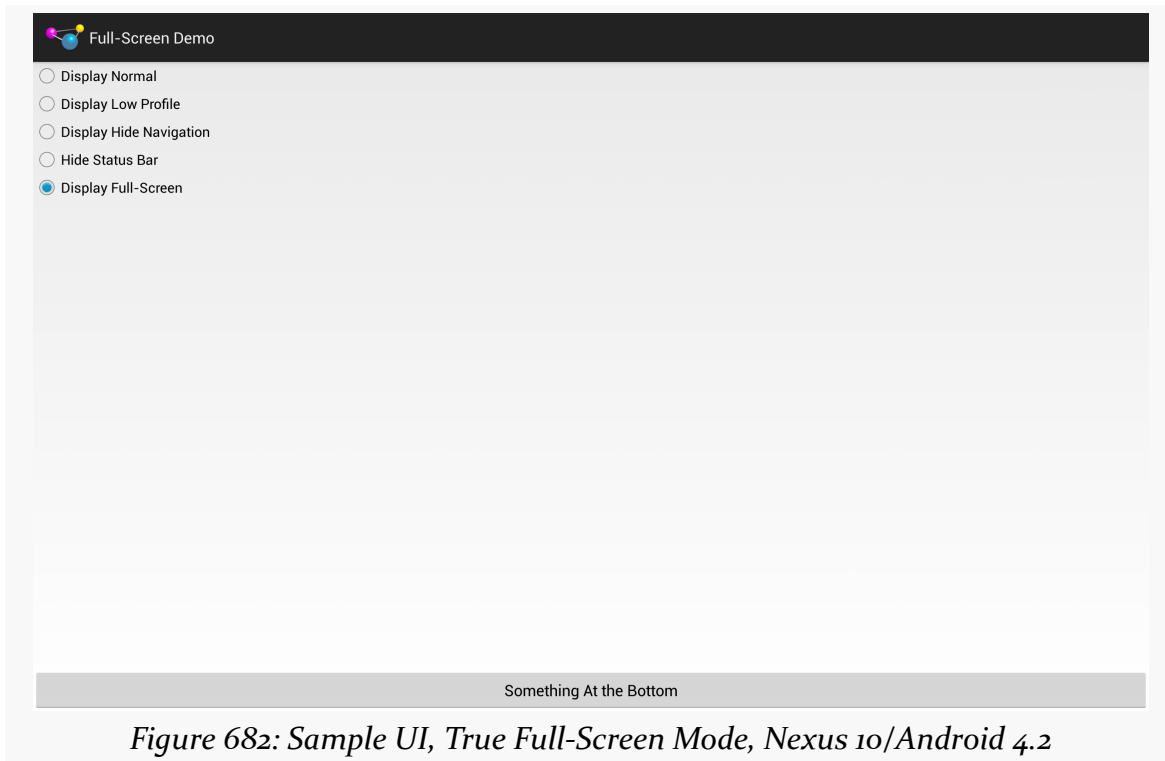 Full-Screen Demo
Display Normal
Display Low Profile
Display Hide Navigation
Hide Status Bar
Display Full-Screen
Something At the Bottom
Figure 682: Sample UI, True Full-Screen Mode, Nexus 10/Android 4.2